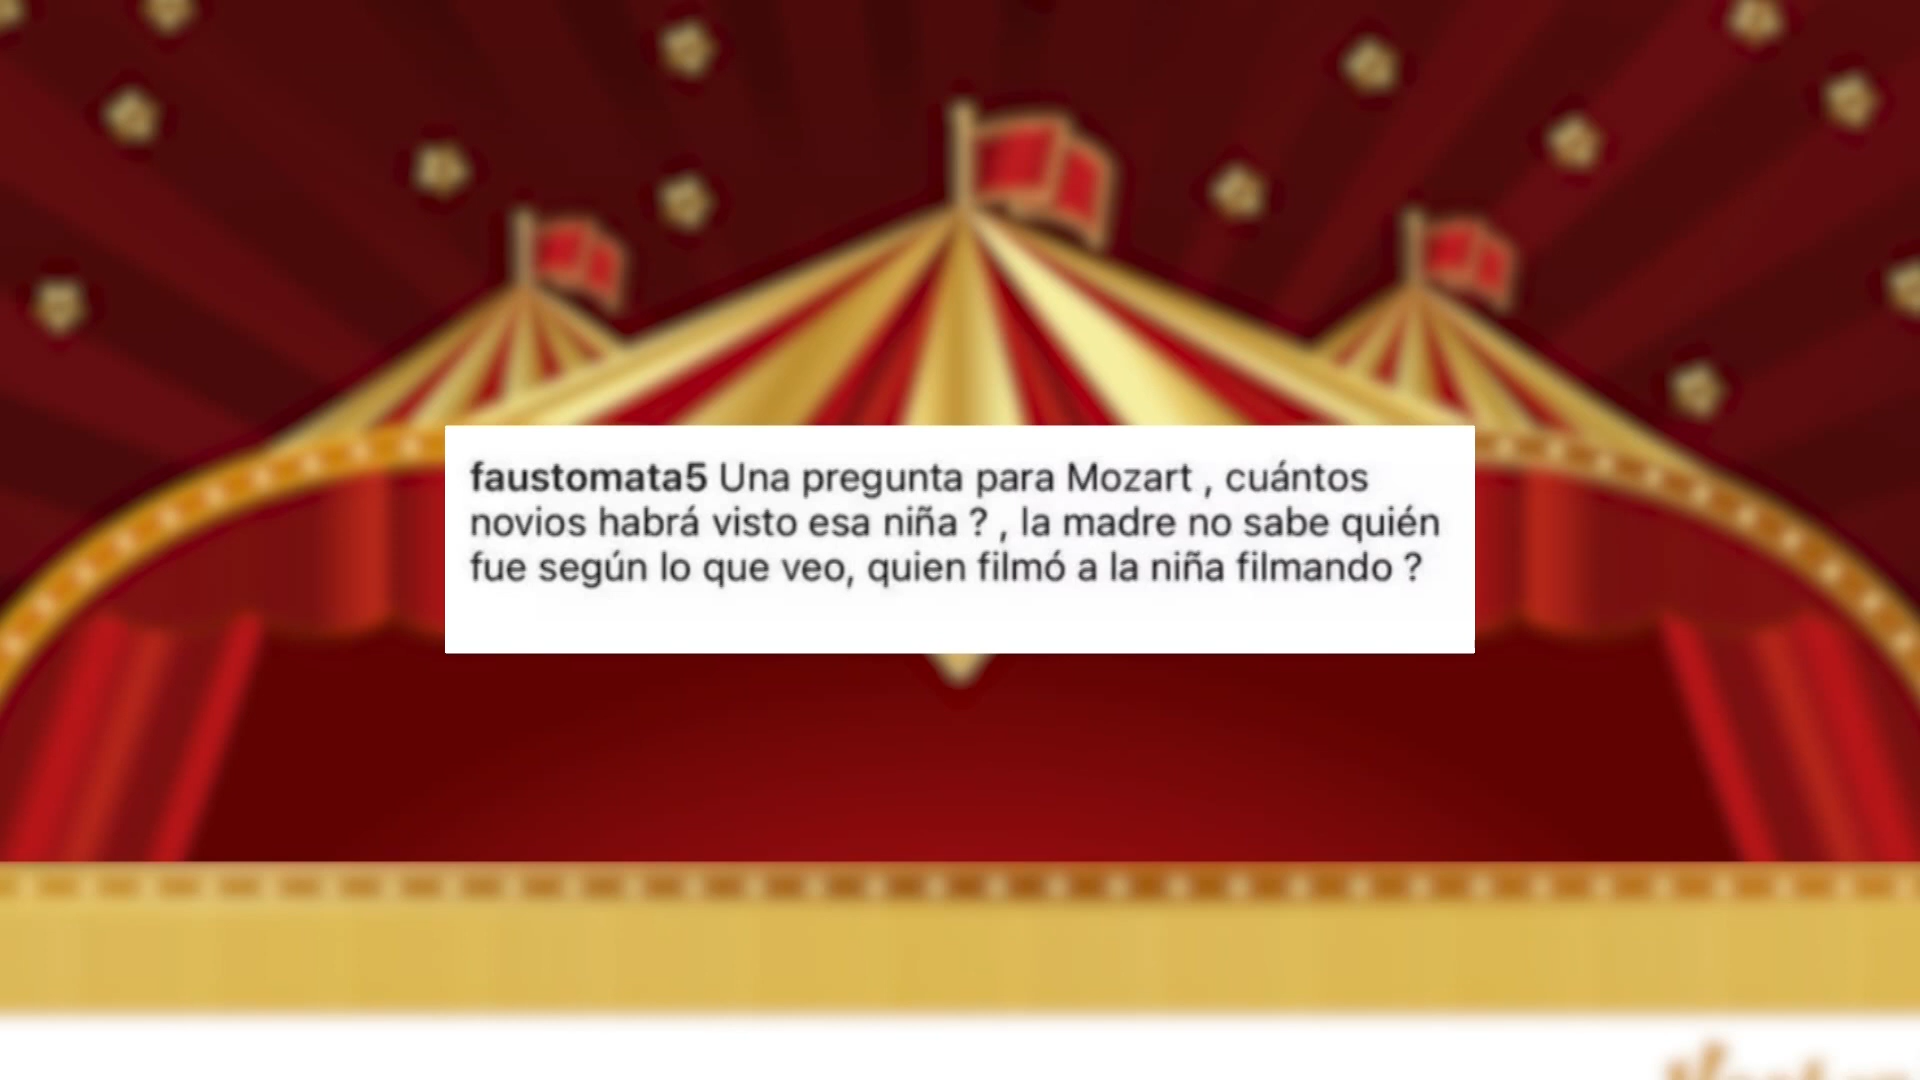 faustomata5 Una pregunta para Mozart , cuántos
novios habrá visto esa niña ? , la madre no sabe quién
fue según lo que veo, quien filmó a la niña filmando ?